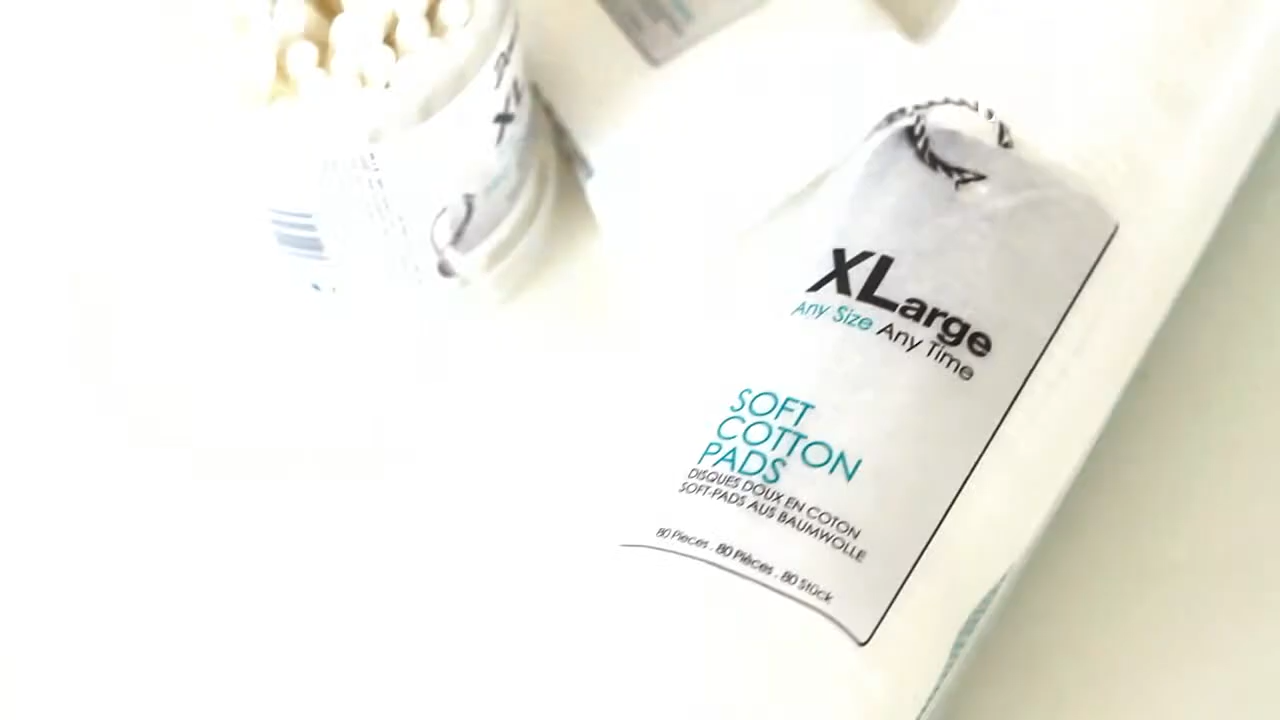 XLarge
Any Size Any Time
SOFT
COTTON
PADS
DISQUES DOUX EN COTON
SOFT-PADS AUS BAUMWOLLE
80 Pieces . 80 Pièces . 80 Stück